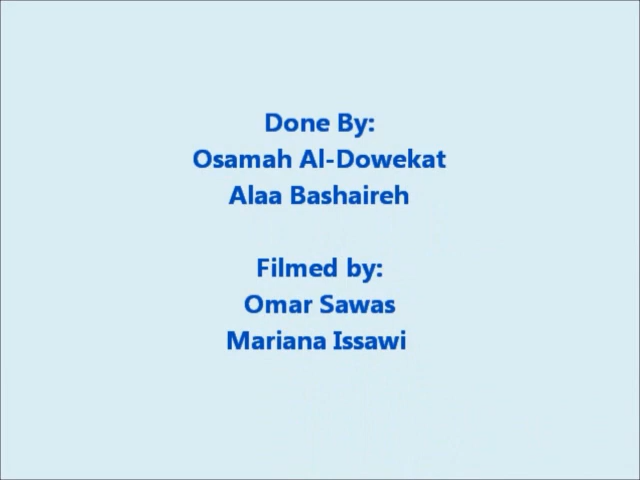 Done By:
Osamah Al-Dowekat
Alaa Bashaireh
Filmed by:
Omar Sawas
Mariana Issawi